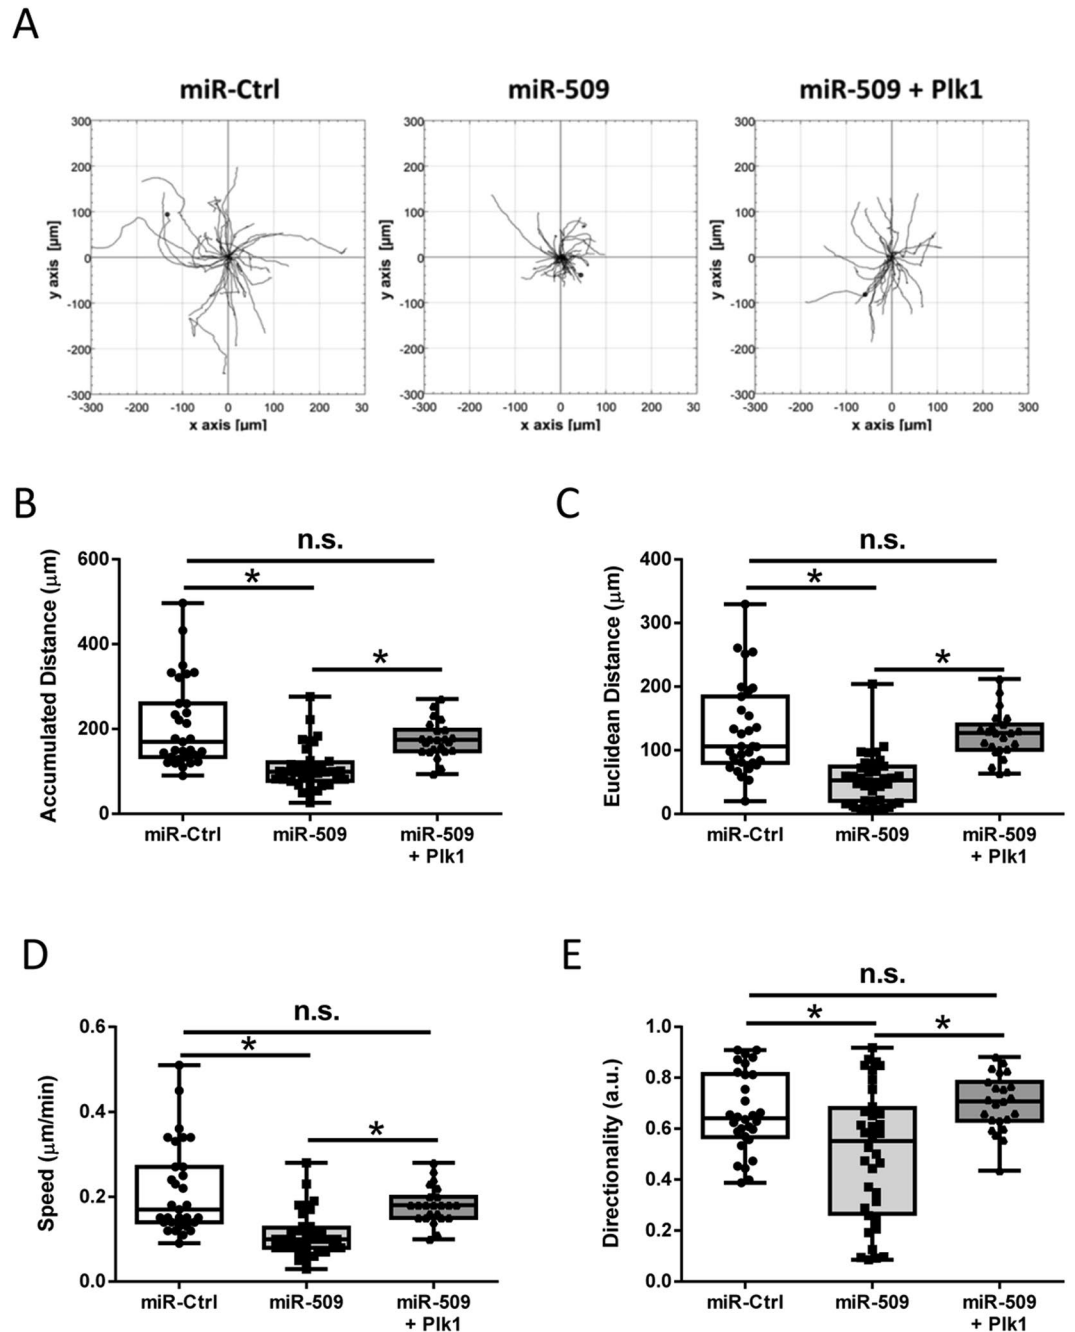 A
miR-Ctrl
miR-509
miR-509 + Plk1
300
200
100
0
-100
-200
-300
y axis [µm]
-300 -200 -100 0 100 200 30
x axis [µm]
300
200
100
0
-100
-200
-300
y axis [µm]
-300 -200 -100 0 100 200 30
x axis [µm]
300
200
100
0
-100
-200
-300
y axis [µm]
-300 -200 -100 0 100 200 300
x axis [µm]
B
n.s.
*
*
600
400
200
0
Accumulated Distance (µm)
miR-Ctrl
miR-509
miR-509
+ Plk1
C
n.s.
*
*
400
300
200
100
0
Euclidean Distance (µm)
miR-Ctrl
miR-509
miR-509
+ Plk1
D
n.s.
*
*
0.6
0.4
0.2
0.0
Speed (µm/min)
miR-Ctrl
miR-509
miR-509
+ Plk1
E
n.s.
*
*
1.0
0.8
0.6
0.4
0.2
0.0
Directionality (a.u.)
miR-Ctrl
miR-509
miR-509
+ Plk1